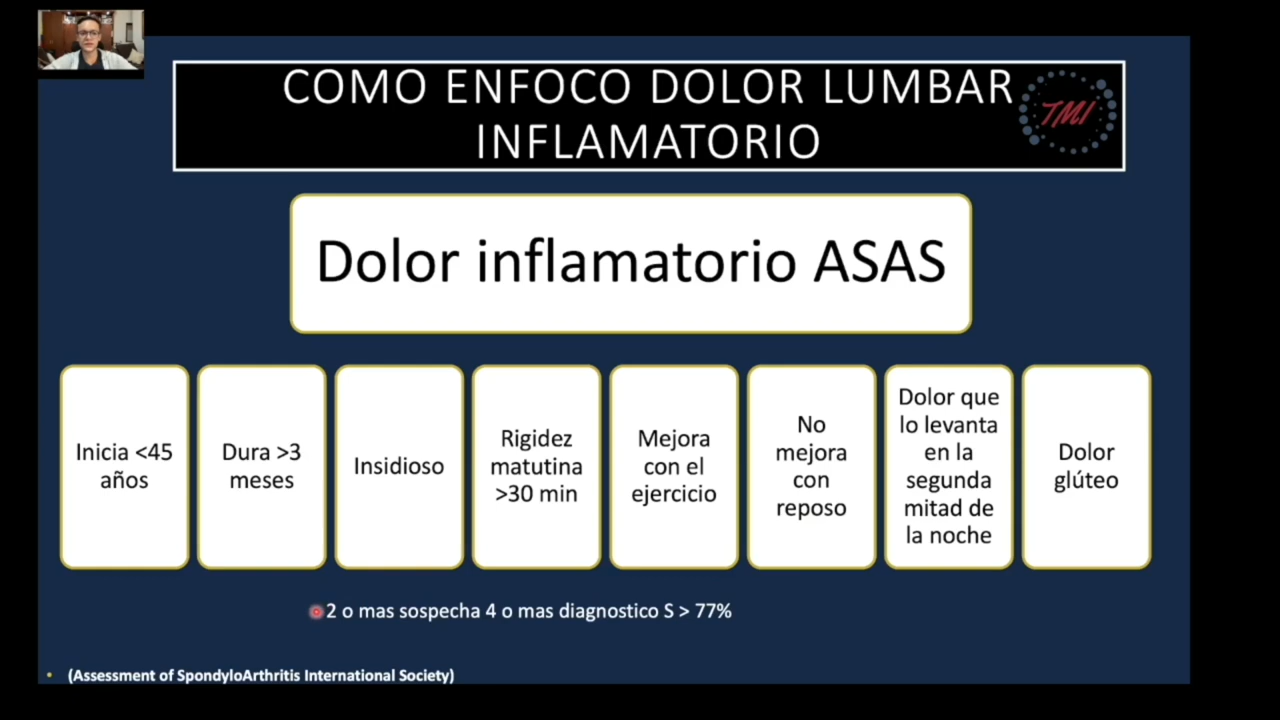 COMO ENFOCO DOLOR LUMBAR
INFLAMATORIO
TMI
Dolor inflamatorio ASAS
Inicia <45
años
Dura >3
meses
Insidioso
Rigidez
matutina
>30 min
Mejora
con el
ejercicio
No
mejora
con
reposo
Dolor que
lo levanta
en la
segunda
mitad de
la noche
Dolor
glúteo
2 o mas sospecha 4 o mas diagnostico S > 77%
• (Assessment of SpondyloArthritis International Society)